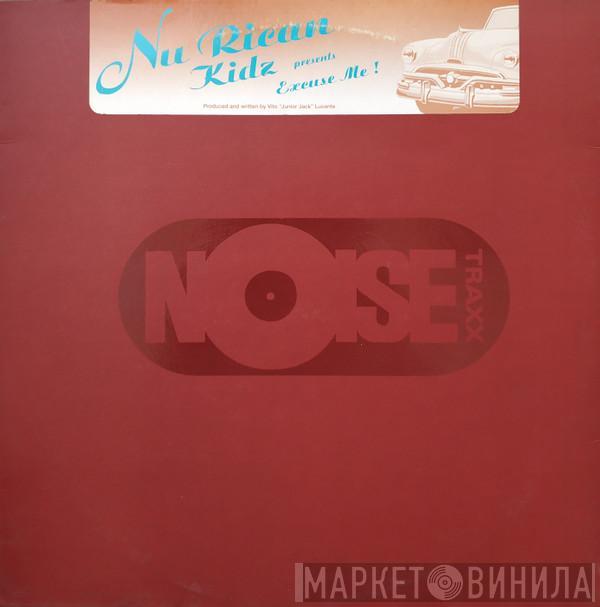 Nu Rican
Kidz presents
Excuse Me !
Produced and written by Vito "Junior Jack" Lucente
NOISE
TRAXX
МАРКЕТ ВИНИЛА